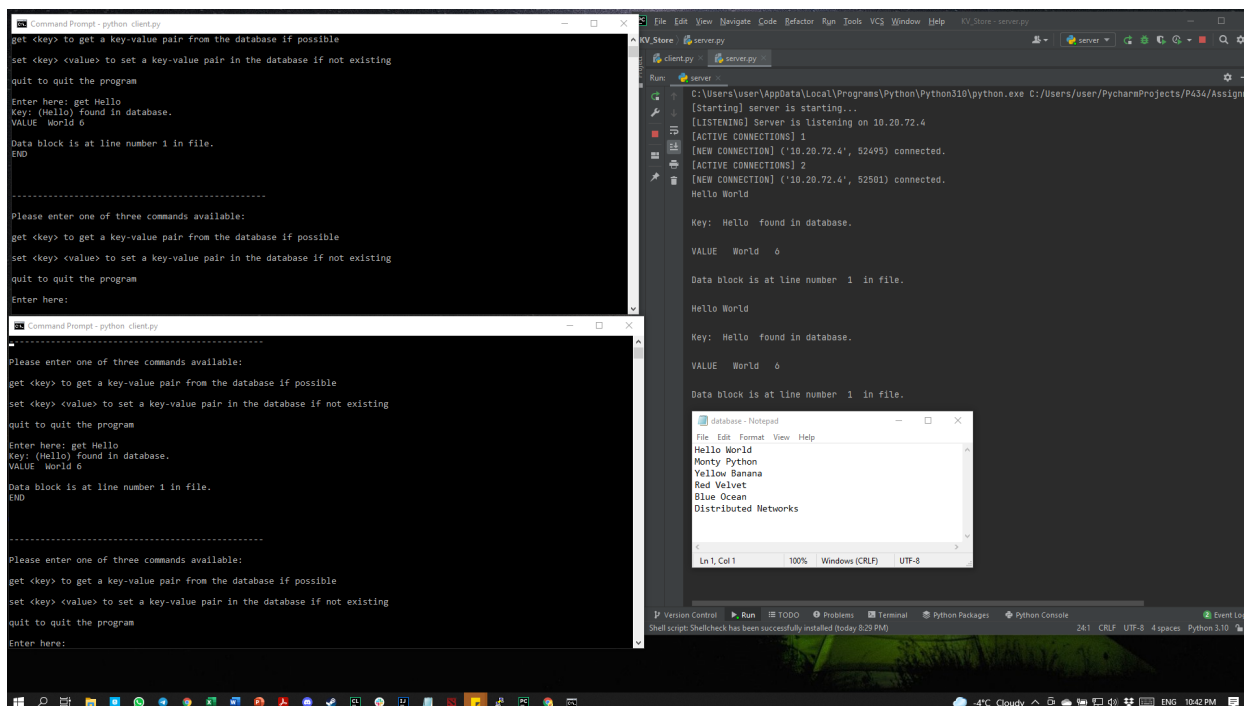 Command Prompt - python client.py
get <key> to get a key-value pair from the database if possible
set <key> <value> to set a key-value pair in the database if not existing
quit to quit the program
Enter here: get Hello
Key: (Hello) found in database.
VALUE  World 6
Data block is at line number 1 in file.
END
------------------------------------------------
Please enter one of three commands available:
get <key> to get a key-value pair from the database if possible
set <key> <value> to set a key-value pair in the database if not existing
quit to quit the program
Enter here:
Command Prompt - python client.py
------------------------------------------------
Please enter one of three commands available:
get <key> to get a key-value pair from the database if possible
set <key> <value> to set a key-value pair in the database if not existing
quit to quit the program
Enter here: get Hello
Key: (Hello) found in database.
VALUE  World 6
Data block is at line number 1 in file.
END
------------------------------------------------
Please enter one of three commands available:
get <key> to get a key-value pair from the database if possible
set <key> <value> to set a key-value pair in the database if not existing
quit to quit the program
Enter here:
File Edit View Navigate Code Refactor Run Tools VCS Window Help KV_Store - server.py
KV_Store server.py server
client.py server.py
Run: server
C:\Users\user\AppData\Local\Programs\Python\Python310\python.exe C:/Users/user/PycharmProjects/P434/Assign
[Starting] server is starting...
[LISTENING] Server is listening on 10.20.72.4
[ACTIVE CONNECTIONS] 1
[NEW CONNECTION] ('10.20.72.4', 52495) connected.
[ACTIVE CONNECTIONS] 2
[NEW CONNECTION] ('10.20.72.4', 52501) connected.
Hello World
Key:  Hello  found in database.
VALUE   World   6
Data block is at line number  1  in file.
Hello World
Key:  Hello  found in database.
VALUE   World   6
Data block is at line number  1  in file.
database - Notepad
File Edit Format View Help
Hello World
Monty Python
Yellow Banana
Red Velvet
Blue Ocean
Distributed Networks
Ln 1, Col 1 100% Windows (CRLF) UTF-8
Version Control Run TODO Problems Terminal Python Packages Python Console 2 Event Log
Shell script: Shellcheck has been successfully installed (today 8:29 PM) 24:1 CRLF UTF-8 4 spaces Python 3.10
-4°C Cloudy ENG 10:42 PM